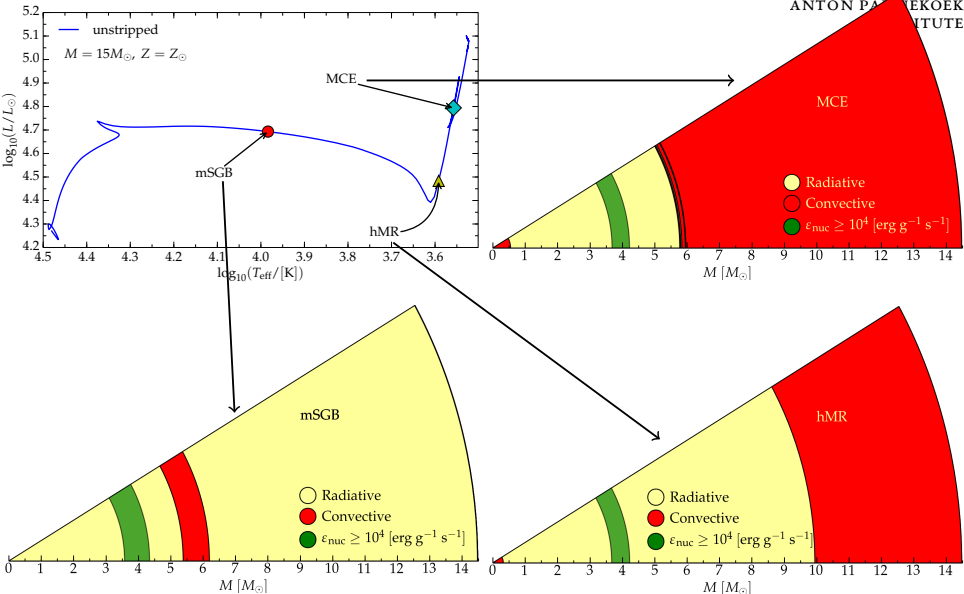 ANTON PA NEKOEK
ITUTE
5.2
5.1
5.0
4.9
4.8
4.7
4.6
4.5
4.4
4.3
4.2
log₁₀(L/L☉)
unstripped
M = 15M☉, Z = Z☉
MCE
mSGB
hMR
4.5 4.4 4.3 4.2 4.1 4.0 3.9 3.8 3.7 3.6
log₁₀(T_eff/[K])
MCE
Radiative
Convective
ε_nuc ≥ 10⁴ [erg g⁻¹ s⁻¹]
0 1 2 3 4 5 6 7 8 9 10 11 12 13 14
M [M☉]
mSGB
Radiative
Convective
ε_nuc ≥ 10⁴ [erg g⁻¹ s⁻¹]
0 1 2 3 4 5 6 7 8 9 10 11 12 13 14
M [M☉]
hMR
Radiative
Convective
ε_nuc ≥ 10⁴ [erg g⁻¹ s⁻¹]
0 1 2 3 4 5 6 7 8 9 10 11 12 13 14
M [M☉]